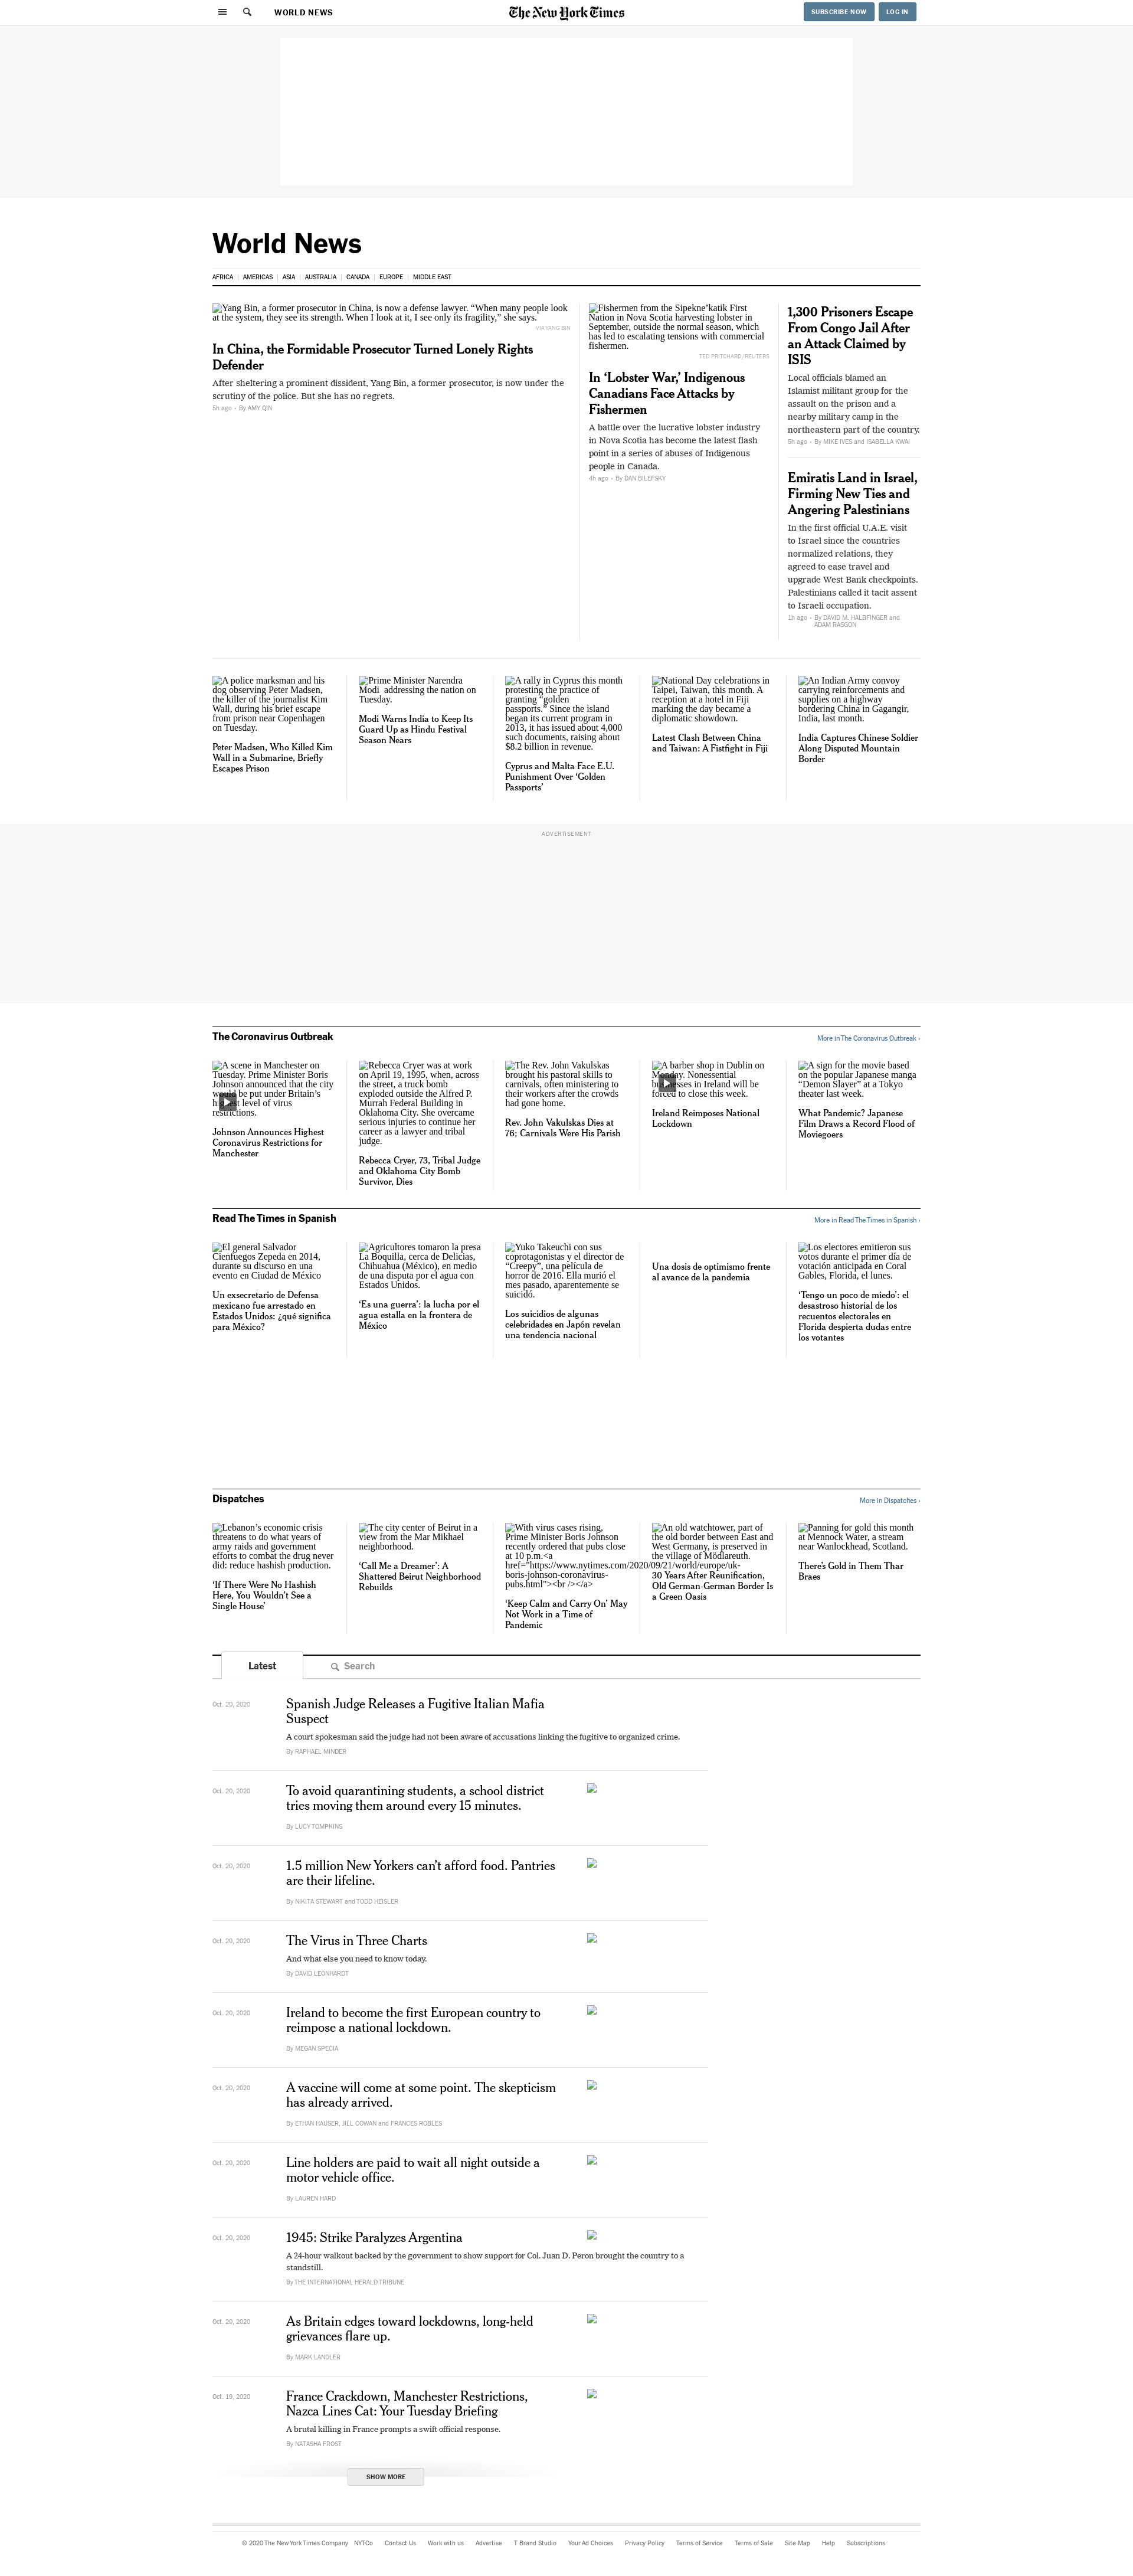 WORLD NEWS
The New York Times
SUBSCRIBE NOW
LOG IN
World News
AFRICA
AMERICAS
ASIA
AUSTRALIA
CANADA
EUROPE
MIDDLE EAST
Yang Bin, a former prosecutor in China, is now a defense lawyer. “When many people look
at the system, they see its strength. When I look at it, I see only its fragility,” she says.
VIA YANG BIN
In China, the Formidable Prosecutor Turned Lonely Rights
Defender
After sheltering a prominent dissident, Yang Bin, a former prosecutor, is now under the
scrutiny of the police. But she has no regrets.
5h ago - By AMY QIN
Fishermen from the Sipekne’katik First
Nation in Nova Scotia harvesting lobster in
September, outside the normal season, which
has led to escalating tensions with commercial
fishermen.
TED PRITCHARD/REUTERS
In ‘Lobster War,’ Indigenous
Canadians Face Attacks by
Fishermen
A battle over the lucrative lobster industry
in Nova Scotia has become the latest flash
point in a series of abuses of Indigenous
people in Canada.
4h ago - By DAN BILEFSKY
1,300 Prisoners Escape
From Congo Jail After
an Attack Claimed by
ISIS
Local officials blamed an
Islamist militant group for the
assault on the prison and a
nearby military camp in the
northeastern part of the country.
5h ago - By MIKE IVES and ISABELLA KWAI
Emiratis Land in Israel,
Firming New Ties and
Angering Palestinians
In the first official U.A.E. visit
to Israel since the countries
normalized relations, they
agreed to ease travel and
upgrade West Bank checkpoints.
Palestinians called it tacit assent
to Israeli occupation.
1h ago - By DAVID M. HALBFINGER and
ADAM RASGON
A police marksman and his
dog observing Peter Madsen,
the killer of the journalist Kim
Wall, during his brief escape
from prison near Copenhagen
on Tuesday.
Peter Madsen, Who Killed Kim
Wall in a Submarine, Briefly
Escapes Prison
Prime Minister Narendra
Modi addressing the nation on
Tuesday.
Modi Warns India to Keep Its
Guard Up as Hindu Festival
Season Nears
A rally in Cyprus this month
protesting the practice of
granting “golden
passports.” Since the island
began its current program in
2013, it has issued about 4,000
such documents, raising about
$8.2 billion in revenue.
Cyprus and Malta Face E.U.
Punishment Over ‘Golden
Passports’
National Day celebrations in
Taipei, Taiwan, this month. A
reception at a hotel in Fiji
marking the day became a
diplomatic showdown.
Latest Clash Between China
and Taiwan: A Fistfight in Fiji
An Indian Army convoy
carrying reinforcements and
supplies on a highway
bordering China in Gagangir,
India, last month.
India Captures Chinese Soldier
Along Disputed Mountain
Border
ADVERTISEMENT
The Coronavirus Outbreak
More in The Coronavirus Outbreak ›
A scene in Manchester on
Tuesday. Prime Minister Boris
Johnson announced that the city
be put under Britain’s
level of virus
restrictions.
Johnson Announces Highest
Coronavirus Restrictions for
Manchester
Rebecca Cryer was at work
on April 19, 1995, when, across
the street, a truck bomb
exploded outside the Alfred P.
Murrah Federal Building in
Oklahoma City. She overcame
serious injuries to continue her
career as a lawyer and tribal
judge.
Rebecca Cryer, 73, Tribal Judge
and Oklahoma City Bomb
Survivor, Dies
The Rev. John Vakulskas
brought his pastoral skills to
carnivals, often ministering to
their workers after the crowds
had gone home.
Rev. John Vakulskas Dies at
76; Carnivals Were His Parish
A barber shop in Dublin on
Nonessential
in Ireland will be
forced to close this week.
Ireland Reimposes National
Lockdown
A sign for the movie based
on the popular Japanese manga
“Demon Slayer” at a Tokyo
theater last week.
What Pandemic? Japanese
Film Draws a Record Flood of
Moviegoers
Read The Times in Spanish
More in Read The Times in Spanish ›
El general Salvador
Cienfuegos Zepeda en 2014,
durante su discurso en una
evento en Ciudad de México
Un exsecretario de Defensa
mexicano fue arrestado en
Estados Unidos: ¿qué significa
para México?
Agricultores tomaron la presa
La Boquilla, cerca de Delicias,
Chihuahua (México), en medio
de una disputa por el agua con
Estados Unidos.
‘Es una guerra’: la lucha por el
agua estalla en la frontera de
México
Yuko Takeuchi con sus
coprotagonistas y el director de
“Creepy”, una película de
horror de 2016. Ella murió el
mes pasado, aparentemente se
suicidó.
Los suicidios de algunas
celebridades en Japón revelan
una tendencia nacional
Una dosis de optimismo frente
al avance de la pandemia
Los electores emitieron sus
votos durante el primer día de
votación anticipada en Coral
Gables, Florida, el lunes.
‘Tengo un poco de miedo’: el
desastroso historial de los
recuentos electorales en
Florida despierta dudas entre
los votantes
Dispatches
More in Dispatches ›
Lebanon’s economic crisis
threatens to do what years of
army raids and government
efforts to combat the drug never
did: reduce hashish production.
‘If There Were No Hashish
Here, You Wouldn’t See a
Single House’
The city center of Beirut in a
view from the Mar Mikhael
neighborhood.
‘Call Me a Dreamer’: A
Shattered Beirut Neighborhood
Rebuilds
With virus cases rising,
Prime Minister Boris Johnson
recently ordered that pubs close
at 10 p.m.<a
href="https://www.nytimes.com/2020/09/21/world/europe/uk-
boris-johnson-coronavirus-
pubs.html"><br /></a>
‘Keep Calm and Carry On’ May
Not Work in a Time of
Pandemic
An old watchtower, part of
the old border between East and
West Germany, is preserved in
the village of Mödlareuth.
30 Years After Reunification,
Old German-German Border Is
a Green Oasis
Panning for gold this month
at Mennock Water, a stream
near Wanlockhead, Scotland.
There’s Gold in Them Thar
Braes
Latest
Search
Oct. 20, 2020
Spanish Judge Releases a Fugitive Italian Mafia
Suspect
A court spokesman said the judge had not been aware of accusations linking the fugitive to organized crime.
By RAPHAEL MINDER
Oct. 20, 2020
To avoid quarantining students, a school district
tries moving them around every 15 minutes.
By LUCY TOMPKINS
Oct. 20, 2020
1.5 million New Yorkers can’t afford food. Pantries
are their lifeline.
By NIKITA STEWART and TODD HEISLER
Oct. 20, 2020
The Virus in Three Charts
And what else you need to know today.
By DAVID LEONHARDT
Oct. 20, 2020
Ireland to become the first European country to
reimpose a national lockdown.
By MEGAN SPECIA
Oct. 20, 2020
A vaccine will come at some point. The skepticism
has already arrived.
By ETHAN HAUSER, JILL COWAN and FRANCES ROBLES
Oct. 20, 2020
Line holders are paid to wait all night outside a
motor vehicle office.
By LAUREN HARD
Oct. 20, 2020
1945: Strike Paralyzes Argentina
A 24-hour walkout backed by the government to show support for Col. Juan D. Peron brought the country to a
standstill.
By THE INTERNATIONAL HERALD TRIBUNE
Oct. 20, 2020
As Britain edges toward lockdowns, long-held
grievances flare up.
By MARK LANDLER
Oct. 19, 2020
France Crackdown, Manchester Restrictions,
Nazca Lines Cat: Your Tuesday Briefing
A brutal killing in France prompts a swift official response.
By NATASHA FROST
SHOW MORE
© 2020 The New York Times Company
NYTCo
Contact Us
Work with us
Advertise
T Brand Studio
Your Ad Choices
Privacy Policy
Terms of Service
Terms of Sale
Site Map
Help
Subscriptions